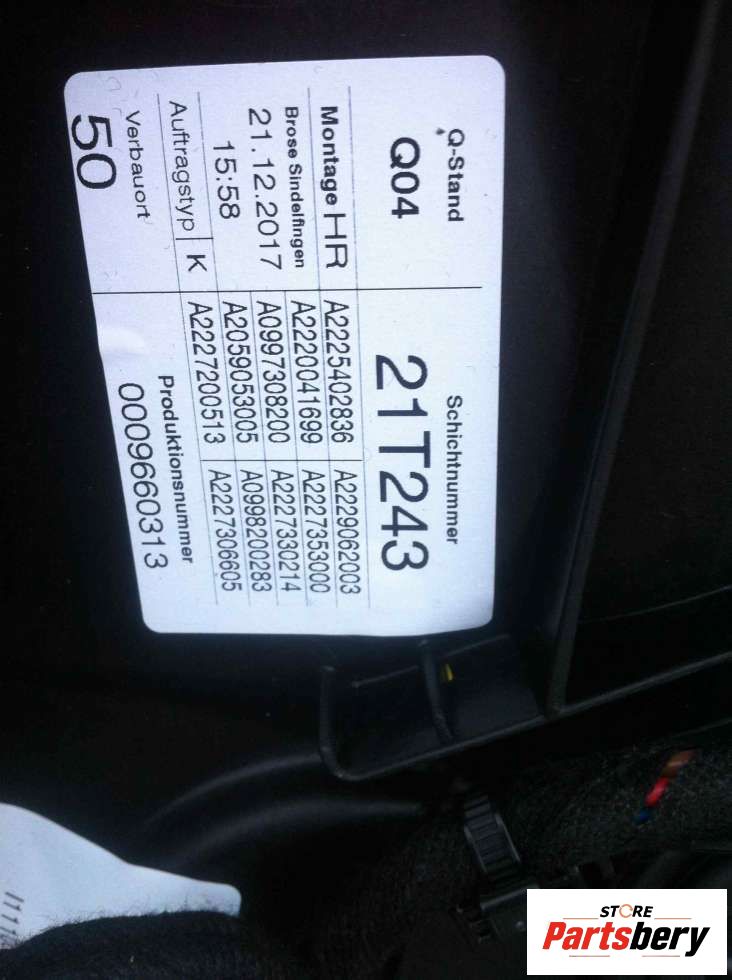 Q-Stand
Schichtnummer
Q04
21T243
Montage HR
A2225402836
A2229062003
Brose Sindelfingen
A2220041699
A2227353000
21.12.2017
A0997308200
A2227330214
15:58
A2059053005
A0998200283
Auftragstyp K
A2227200513
A2227306605
Verbauort
Produktionsnummer
50
0009660313
STORE
Partsbery